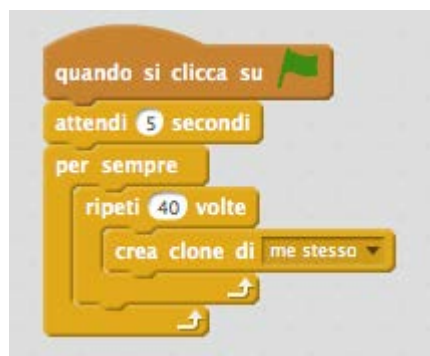 quando si clicca su
attendi 5 secondi
per sempre
ripeti 40 volte
crea clone di me stesso